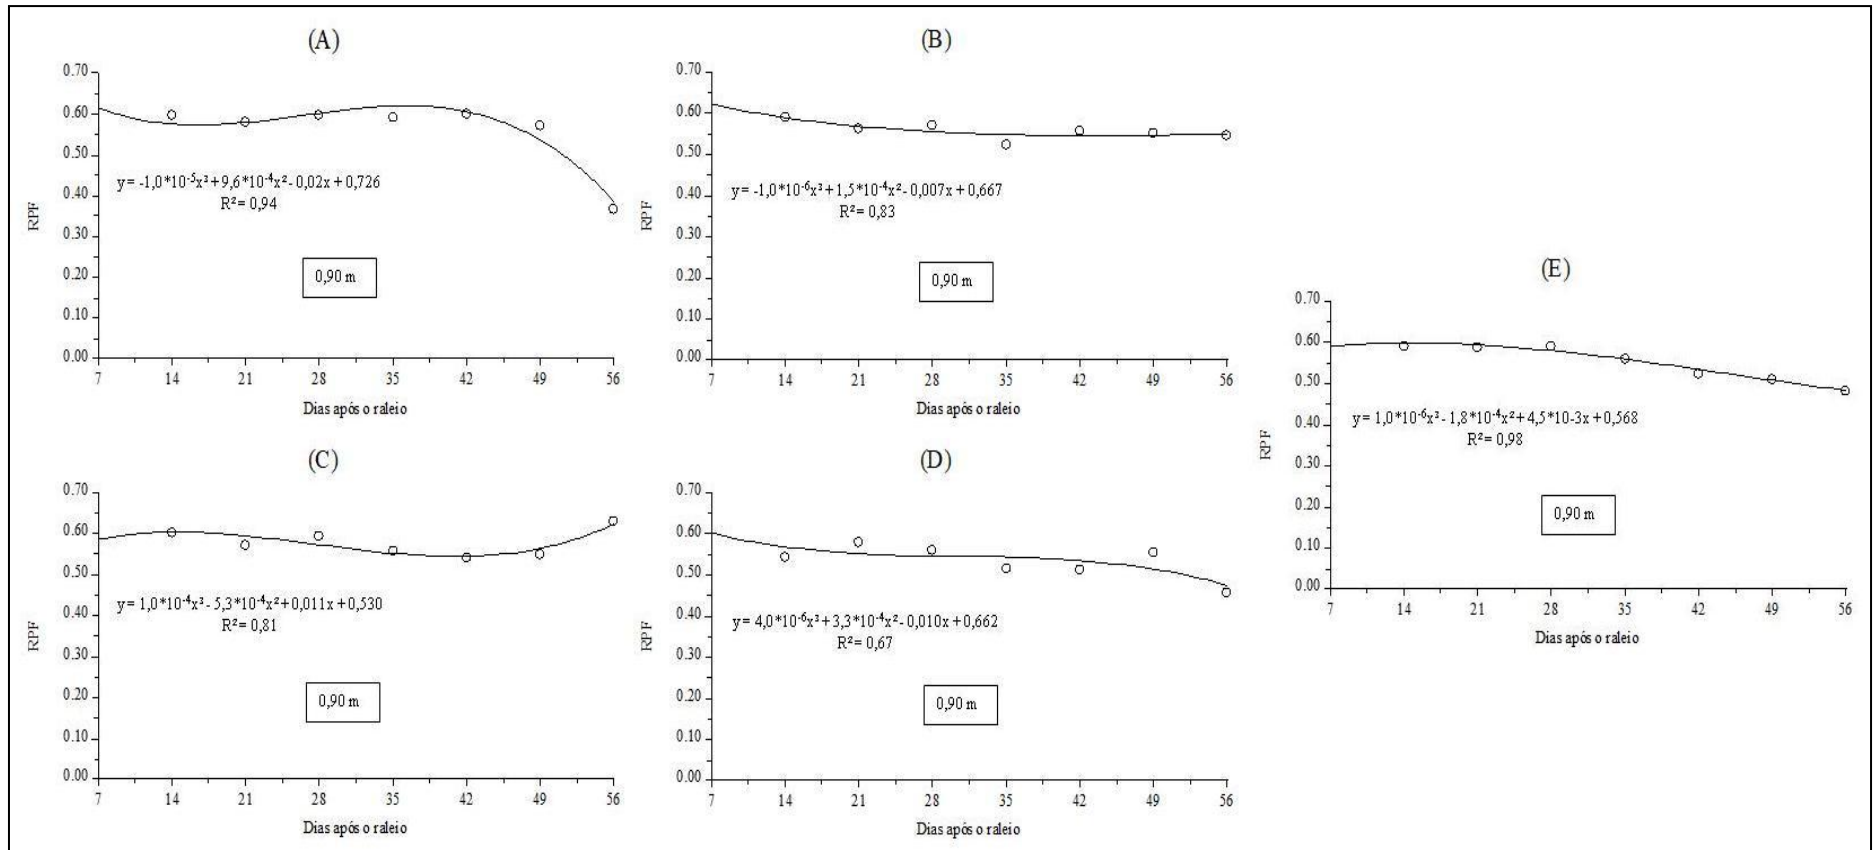 (A)
0.70
0.60
0.50
0.40
0.30
0.20
0.10
0.00
RPF
y = -1,0*10⁻⁵x³ + 9,6*10⁻⁴x² - 0,02x + 0,726
R² = 0,94
0,90 m
7 14 21 28 35 42 49 56
Dias após o raleio
(B)
0.70
0.60
0.50
0.40
0.30
0.20
0.10
0.00
RPF
y = -1,0*10⁻⁶x³ + 1,5*10⁻⁴x² - 0,007x + 0,667
R² = 0,83
0,90 m
7 14 21 28 35 42 49 56
Dias após o raleio
(C)
0.70
0.60
0.50
0.40
0.30
0.20
0.10
0.00
RPF
y = 1,0*10⁻⁴x³ - 5,3*10⁻⁴x² + 0,011x + 0,530
R² = 0,81
0,90 m
7 14 21 28 35 42 49 56
Dias após o raleio
(D)
0.70
0.60
0.50
0.40
0.30
0.20
0.10
0.00
RPF
y = 4,0*10⁻⁶x³ + 3,3*10⁻⁴x² - 0,010x + 0,662
R² = 0,67
0,90 m
7 14 21 28 35 42 49 56
Dias após o raleio
(E)
0.70
0.60
0.50
0.40
0.30
0.20
0.10
0.00
RPF
y = 1,0*10⁻⁶x³ - 1,8*10⁻⁴x² + 4,5*10-3x + 0,568
R² = 0,98
0,90 m
7 14 21 28 35 42 49 56
Dias após o raleio